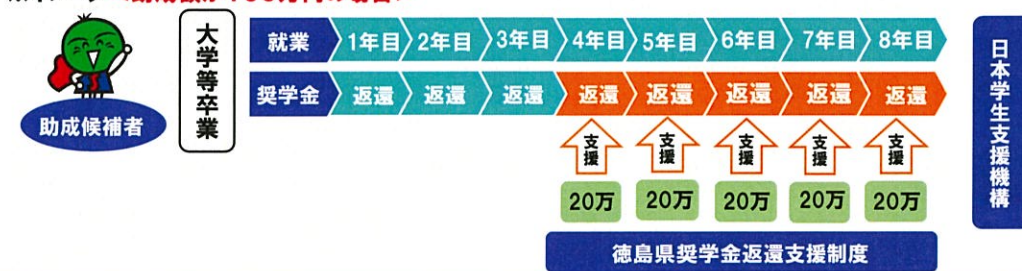 助成候補者
大学等卒業
就業 1年目 2年目 3年目 4年目 5年目 6年目 7年目 8年目
奨学金 返還 返還 返還 返還 返還 返還 返還 返還
支援 支援 支援 支援 支援
20万 20万 20万 20万 20万
徳島県奨学金返還支援制度
日本学生支援機構